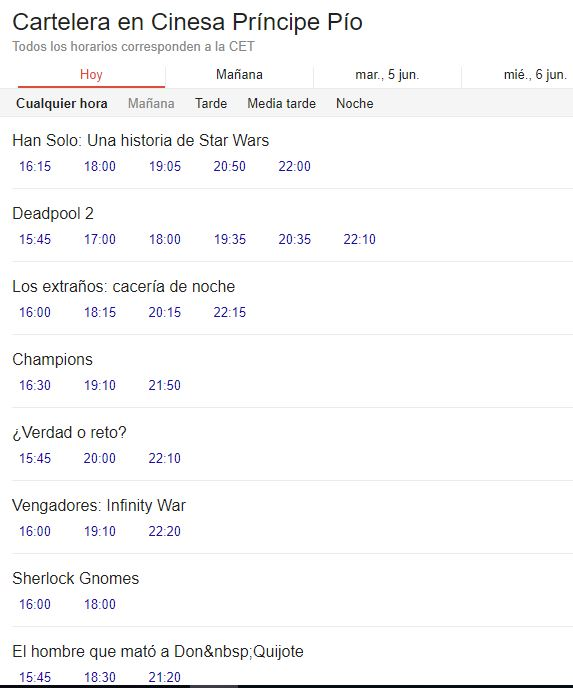 Cartelera en Cinesa Príncipe Pío
Todos los horarios corresponden a la CET
Hoy Mañana mar., 5 jun. mié., 6 jun.
Cualquier hora Mañana Tarde Media tarde Noche
Han Solo: Una historia de Star Wars
16:15 18:00 19:05 20:50 22:00
Deadpool 2
15:45 17:00 18:00 19:35 20:35 22:10
Los extraños: cacería de noche
16:00 18:15 20:15 22:15
Champions
16:30 19:10 21:50
¿Verdad o reto?
15:45 20:00 22:10
Vengadores: Infinity War
16:00 19:10 22:20
Sherlock Gnomes
16:00 18:00
El hombre que mató a Don&nbsp;Quijote
15:45 18:30 21:20